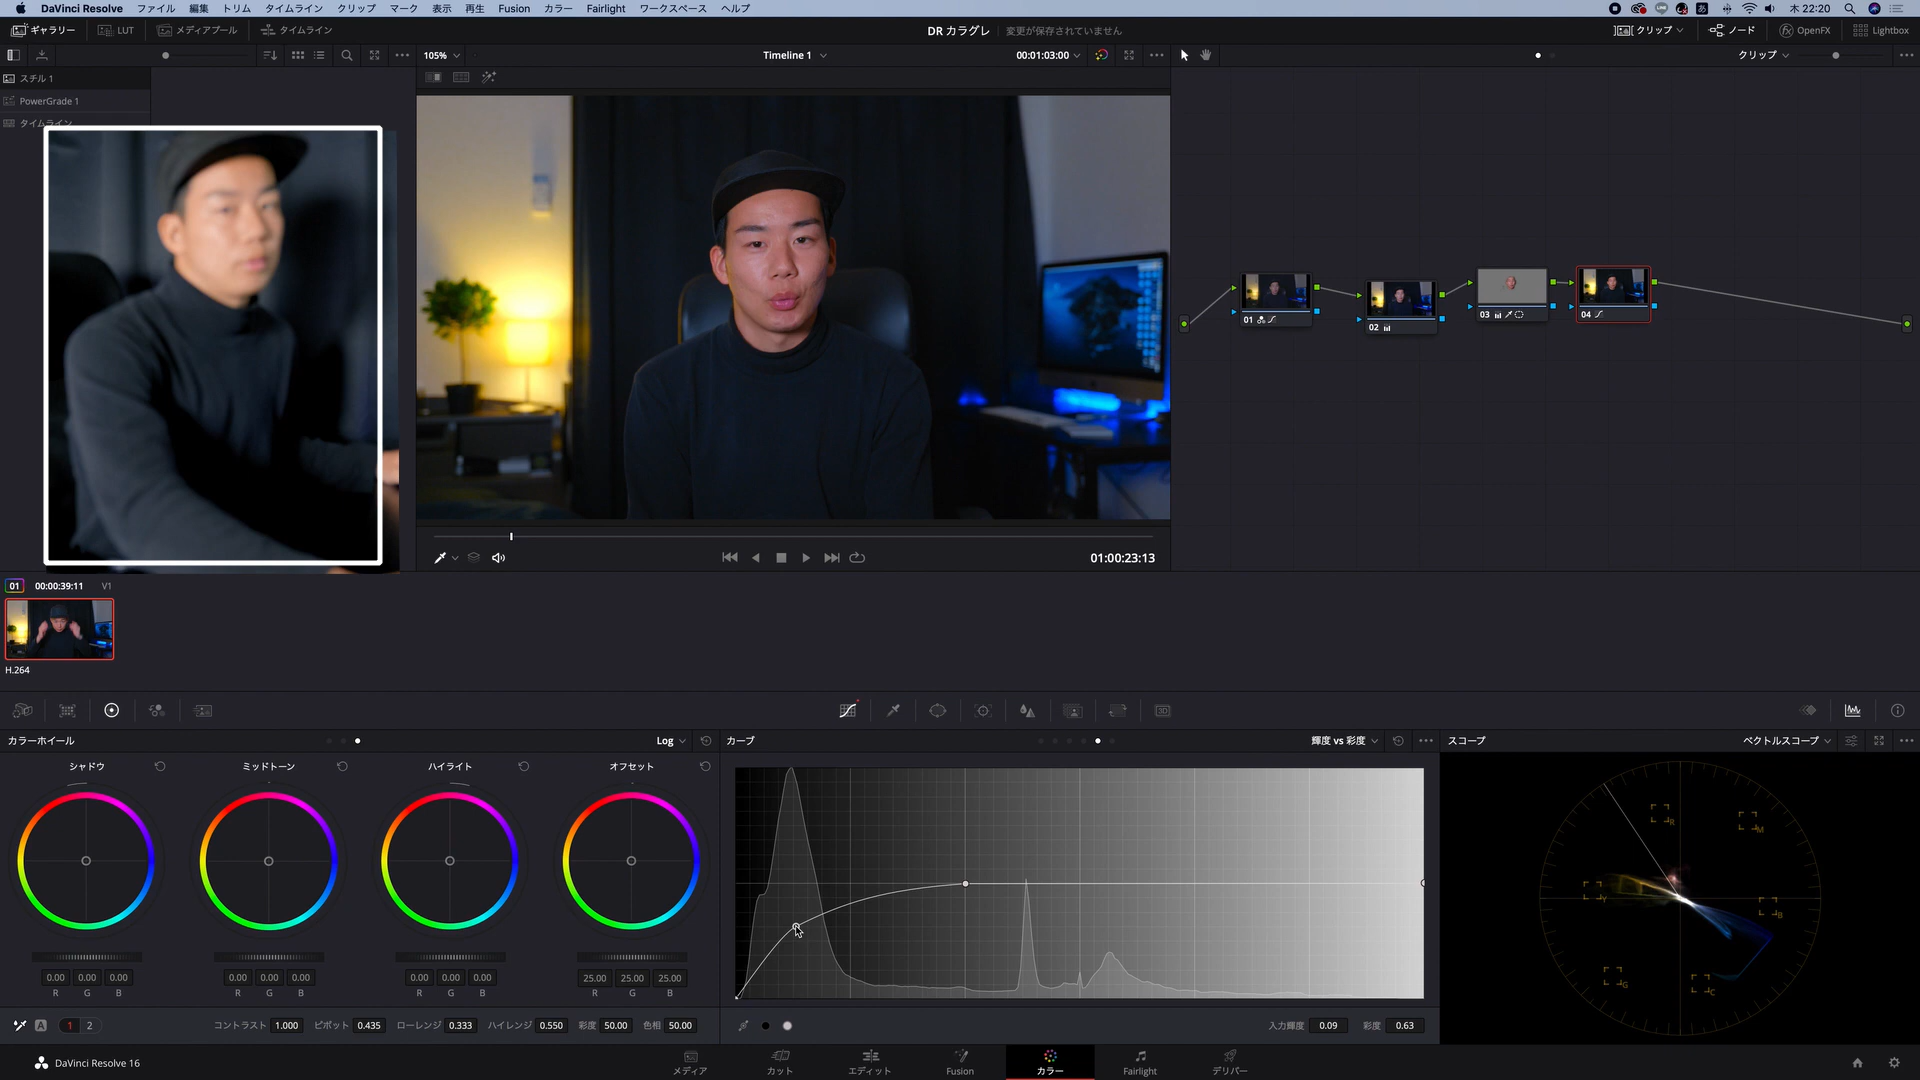 DaVinci Resolve ファイル 編集 トリム タイムライン クリップ マーク 表示 再生 Fusion カラー Fairlight ワークスペース ヘルプ
木 22:20
ギャラリー LUT メディアプール タイムライン
DR カラグレ 変更が保存されていません
クリップ ノード OpenFX Lightbox
105% Timeline 1 00:01:03:00 クリップ
スチル 1
PowerGrade 1
タイムライン
01
02
03
04
01:00:23:13
01 00:00:39:11 V1
H.264
カラーホイール Log
シャドウ ミッドトーン ハイライト オフセット
0.00 0.00 0.00 0.00 0.00 0.00 0.00 0.00 0.00 25.00 25.00 25.00
R G B R G B R G B R G B
A 1 2 コントラスト 1.000 ピボット 0.435 ローレンジ 0.333 ハイレンジ 0.550 彩度 50.00 色相 50.00
カーブ 輝度 vs 彩度
入力輝度 0.09 彩度 0.63
スコープ ベクトルスコープ
R M
Y B
G C
3D
DaVinci Resolve 16
メディア カット エディット Fusion カラー Fairlight デリバー